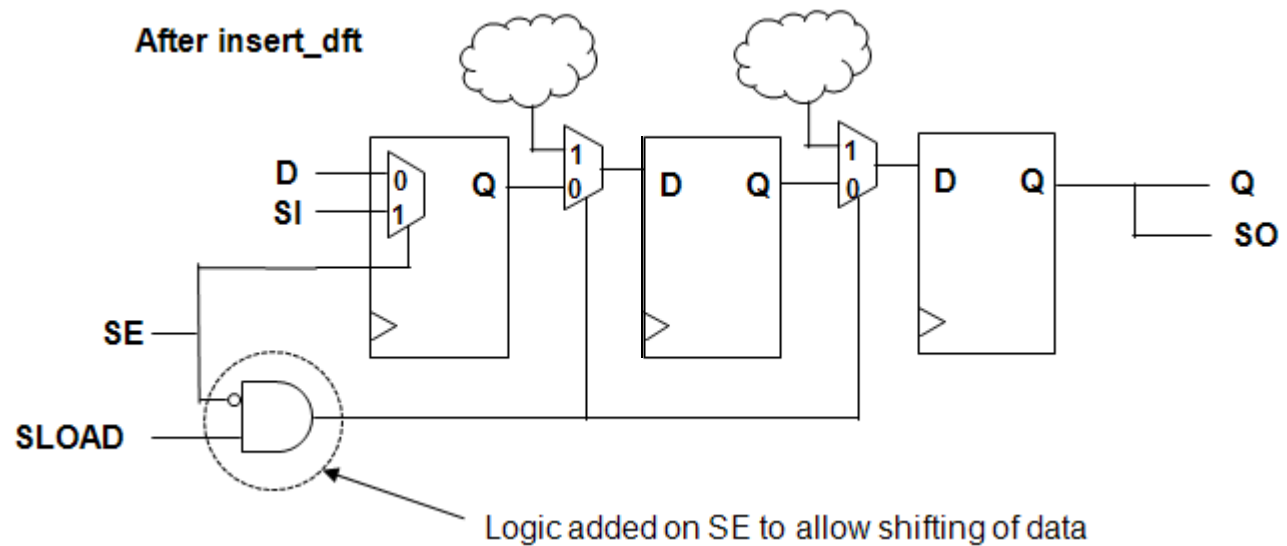 After insert_dft
D
SI
0
1
Q
1
0
D
Q
1
0
D
Q
Q
SO
SE
SLOAD
Logic added on SE to allow shifting of data